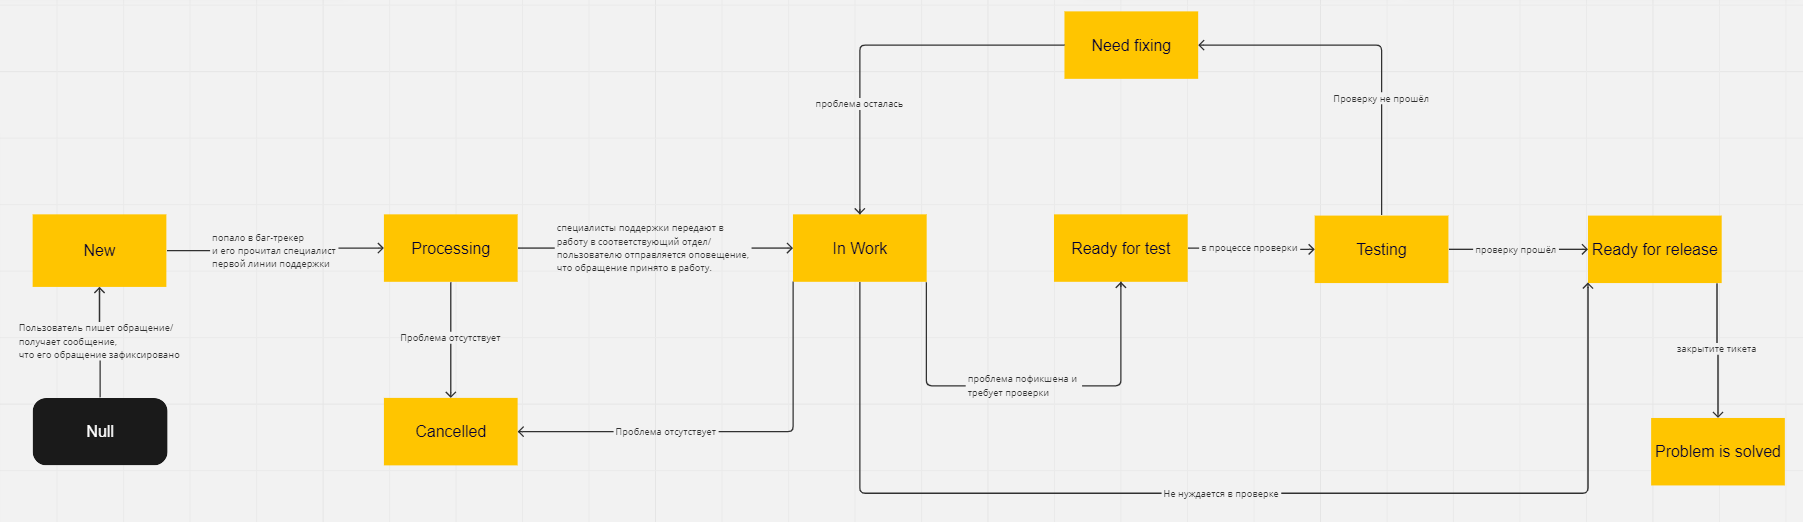 Need fixing
проблема осталась
Проверку не прошёл
New
попало в баг-трекер
и его прочитал специалист
первой линии поддержки
Processing
специалисты поддержки передают в
работу в соответствующий отдел/
пользователю отправляется оповещение,
что обращение принято в работу.
In Work
Ready for test
в процессе проверки
Testing
проверку прошёл
Ready for release
Пользователь пишет обращение/
получает сообщение,
что его обращение зафиксировано
Проблема отсутствует
проблема пофикшена и
требует проверки
закрытите тикета
Null
Cancelled
Проблема отсутствует
Problem is solved
Не нуждается в проверке